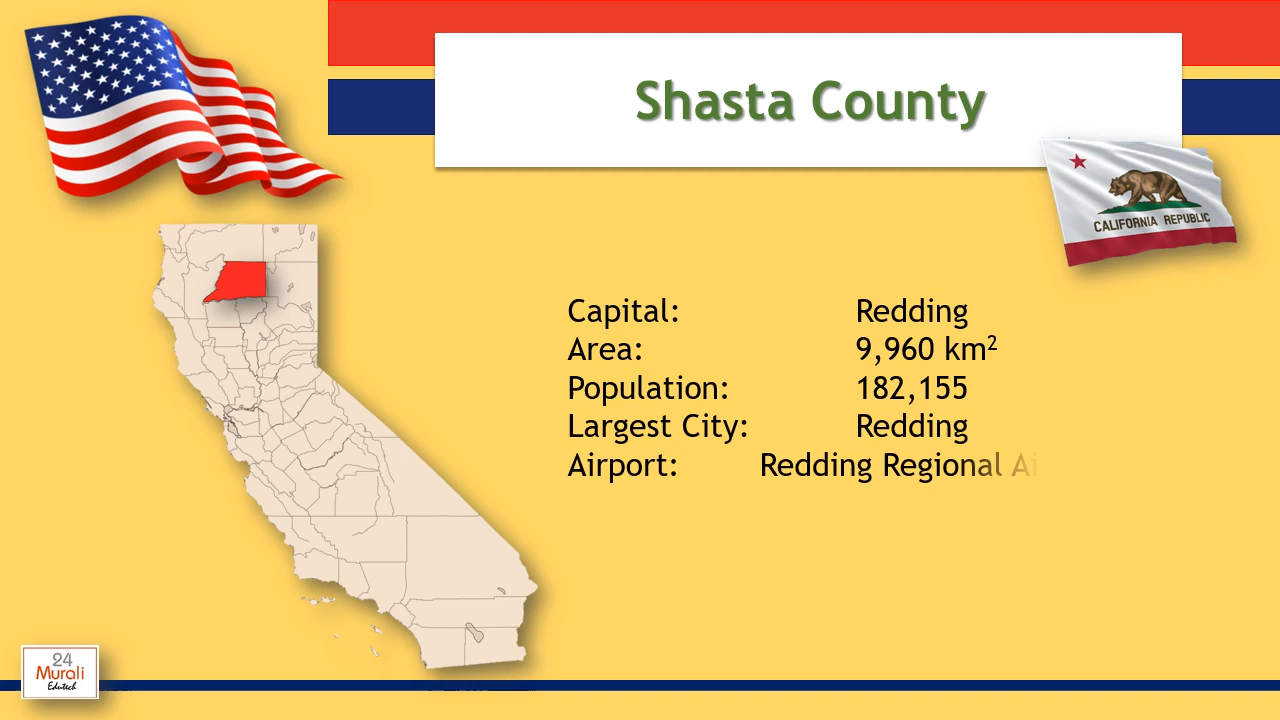 Shasta County
CALIFORNIA REPUBLIC
Capital: Redding
Area: 9,960 km²
Population: 182,155
Largest City: Redding
Airport: Redding Regional
24
Murali
Edutech